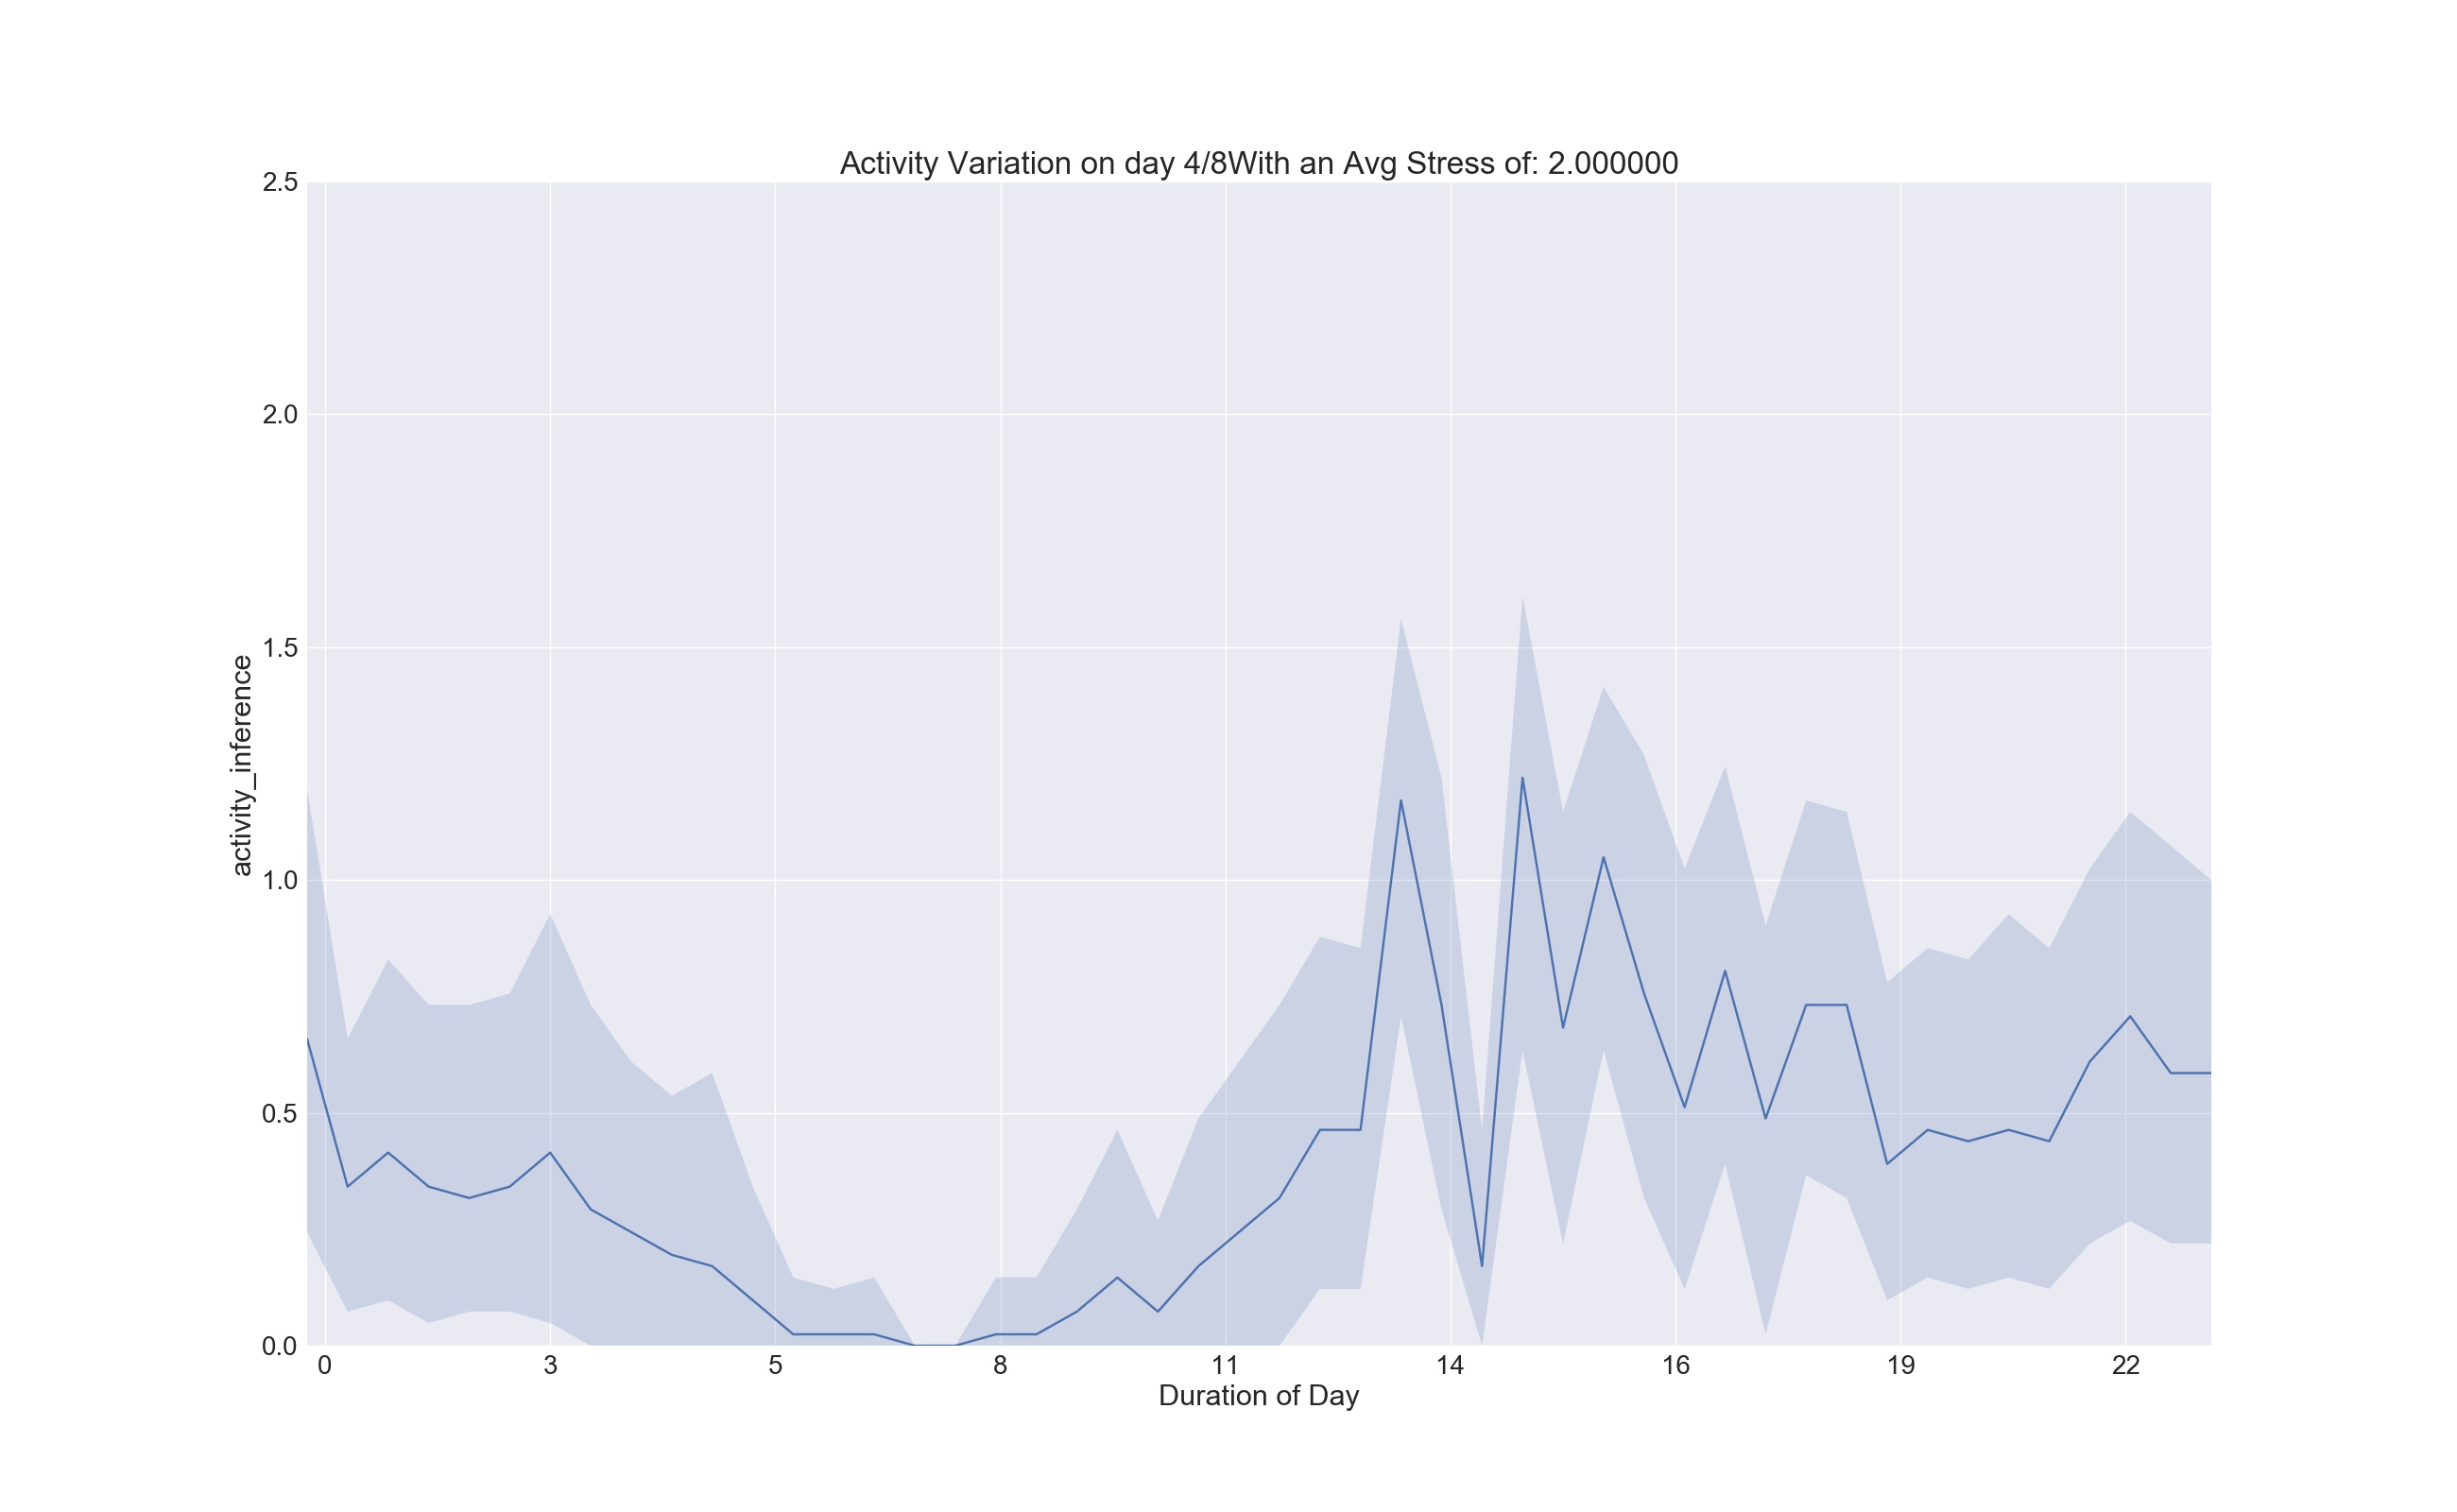 Activity Variation on day 4/8With an Avg Stress of: 2.000000
2.5
2.0
1.5
1.0
0.5
0.0
activity_inference
0 3 5 8 11 14 16 19 22
Duration of Day